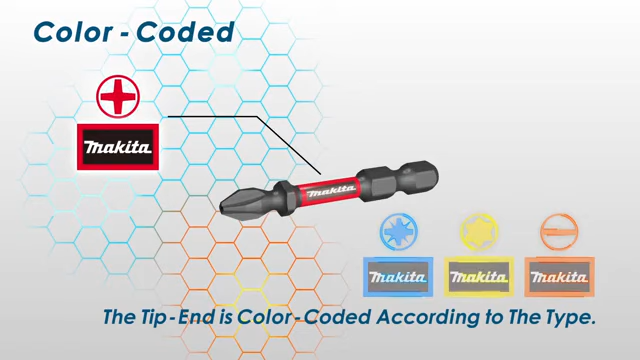 Color - Coded
makita
makita
makita
makita
makita
The Tip - End is Color - Coded According to The Type.